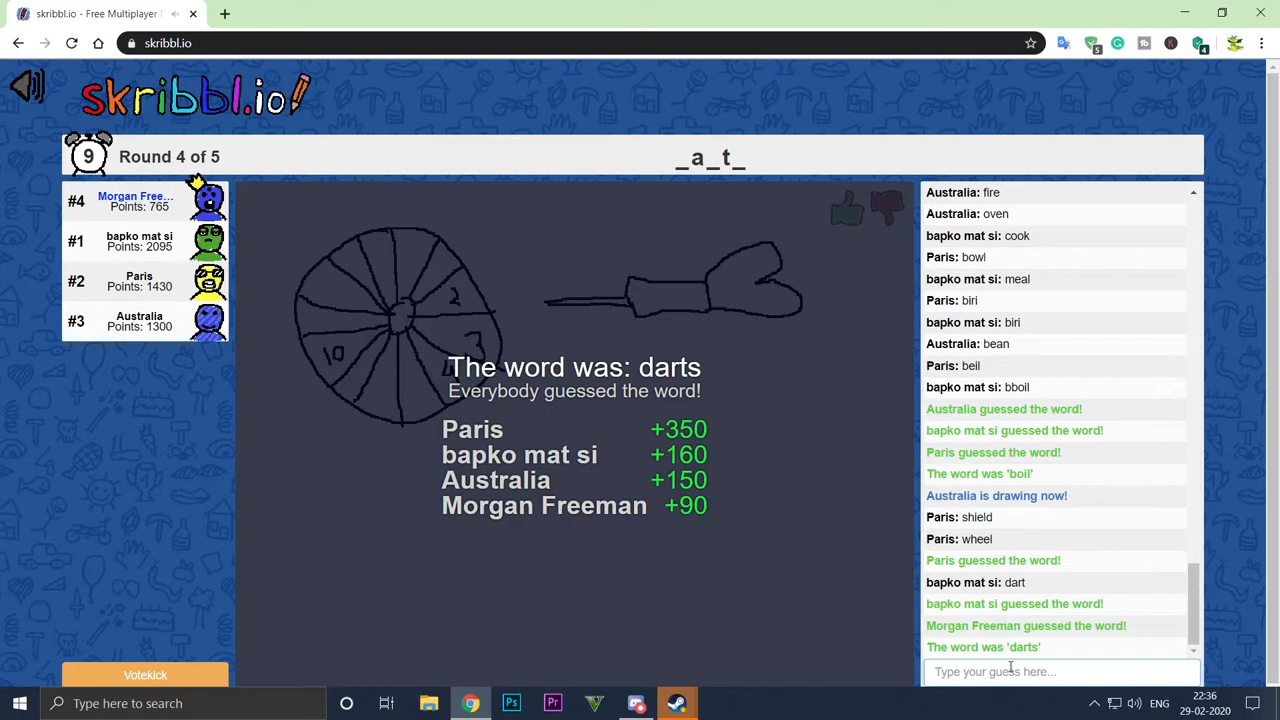 skribbl.io - Free Multiplayer
skribbl.io
5
4
skribbl.io
9
Round 4 of 5
_a_t_
#4
Morgan Free...
Points: 765
#1
bapko mat si
Points: 2095
#2
Paris
Points: 1430
#3
Australia
Points: 1300
2
10
The word was: darts
Everybody guessed the word!
Paris +350
bapko mat si +160
Australia +150
Morgan Freeman +90
Australia: fire
Australia: oven
bapko mat si: cook
Paris: bowl
bapko mat si: meal
Paris: biri
bapko mat si: biri
Australia: bean
Paris: beil
bapko mat si: bboil
Australia guessed the word!
bapko mat si guessed the word!
Paris guessed the word!
The word was 'boil'
Australia is drawing now!
Paris: shield
Paris: wheel
Paris guessed the word!
bapko mat si: dart
bapko mat si guessed the word!
Morgan Freeman guessed the word!
The word was 'darts'
Type your guess here...
Votekick
Type here to search
Ps
Pr
V
ENG
22:36
29-02-2020